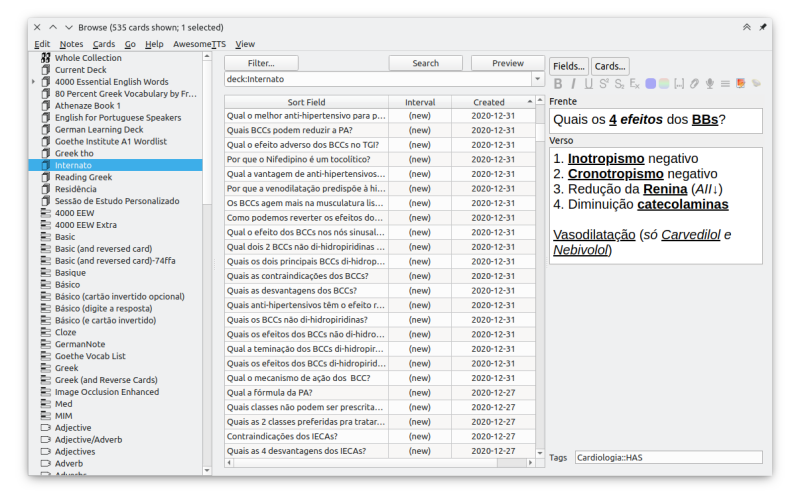 Browse (535 cards shown; 1 selected)
Edit Notes Cards Go Help AwesomeTTS View
Whole Collection
Current Deck
4000 Essential English Words
80 Percent Greek Vocabulary by Fr...
Athenaze Book 1
English for Portuguese Speakers
German Learning Deck
Goethe Institute A1 Wordlist
Greek tho
Internato
Reading Greek
Residência
Sessão de Estudo Personalizado
4000 EEW
4000 EEW Extra
Basic
Basic (and reversed card)
Basic (and reversed card)-74ffa
Basique
Básico
Básico (cartão invertido opcional)
Básico (digite a resposta)
Básico (e cartão invertido)
Cloze
GermanNote
Goethe Vocab List
Greek
Greek (and Reverse Cards)
Image Occlusion Enhanced
Med
MIM
Adjective
Adjective/Adverb
Adjectives
Adverb
Adverbs
Filter... Search Preview
deck:Internato
Sort Field Interval Created
Qual o melhor anti-hipertensivo para p... (new) 2020-12-31
Quais BCCs podem reduzir a PA? (new) 2020-12-31
Qual o efeito adverso dos BCCs no TGI? (new) 2020-12-31
Por que o Nifedipino é um tocolítico? (new) 2020-12-31
Qual a vantagem de anti-hipertensivos... (new) 2020-12-31
Por que a venodilatação predispõe à hi... (new) 2020-12-31
Os BCCs agem mais na musculatura lis... (new) 2020-12-31
Como podemos reverter os efeitos do... (new) 2020-12-31
Qual o efeito dos BCCs nos nós sinusal... (new) 2020-12-31
Qual dois 2 BCCs não di-hidropiridinas ... (new) 2020-12-31
Quais os dois principais BCCs di-hidrop... (new) 2020-12-31
Quais as contraindicações dos BCCs? (new) 2020-12-31
Quais as desvantagens dos BCCs? (new) 2020-12-31
Quais anti-hipertensivos têm o efeito r... (new) 2020-12-31
Quais os BCCs não di-hidropiridinas? (new) 2020-12-31
Quais os efeitos dos BCCs não di-hidro... (new) 2020-12-31
Qual a teminação dos BCCs di-hidropir... (new) 2020-12-31
Quais os efeitos dos BCCs di-hidropirid... (new) 2020-12-31
Qual o mecanismo de ação dos BCC? (new) 2020-12-31
Qual a fórmula da PA? (new) 2020-12-27
Quais classes não podem ser prescrita... (new) 2020-12-27
Quais as 2 classes preferidas pra tratar... (new) 2020-12-27
Contraindicações dos IECAs? (new) 2020-12-27
Quais as 4 desvantagens dos IECAs? (new) 2020-12-27
Fields... Cards...
B I U S² S₂ Eₓ
Frente
Quais os 4 efeitos dos BBs?
Verso
1. Inotropismo negativo
2. Cronotropismo negativo
3. Redução da Renina (AII↓)
4. Diminuição catecolaminas
Vasodilatação (só Carvedilol e
Nebivolol)
Tags Cardiologia::HAS